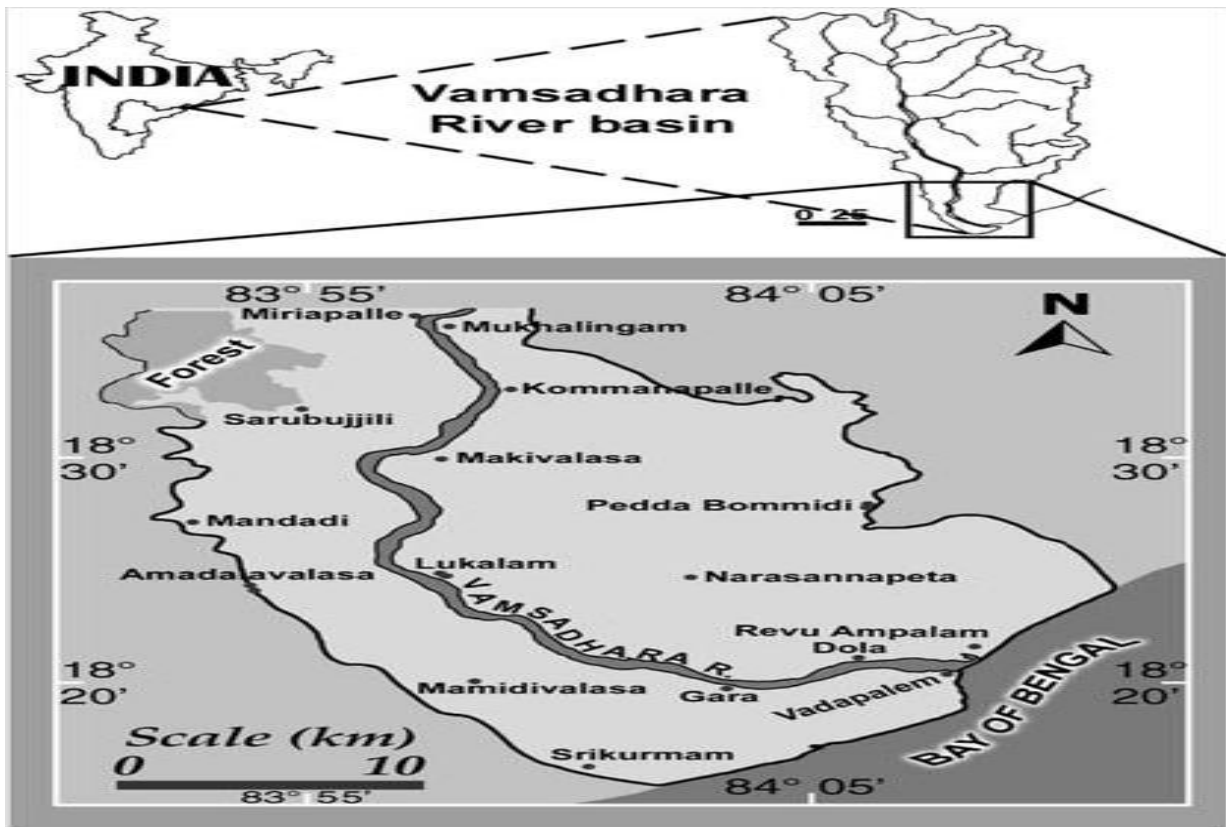 INDIA
Vamsadhara
River basin
0 25
83° 55'
84° 05'
N
Miriapalle
Mukhalingam
Forest
Kommanapalle
Sarubujjili
18°
30'
Makivalasa
18°
30'
Pedda Bommidi
Mandadi
Amadalavalasa
Lukalam
Narasannapeta
VAMSADHARA R.
Revu Ampalam
Dola
18°
20'
Mamidivalasa
Gara
Vadapalem
18°
20'
BAY OF BENGAL
Scale (km)
0 10
Srikurmam
83° 55'
84° 05'